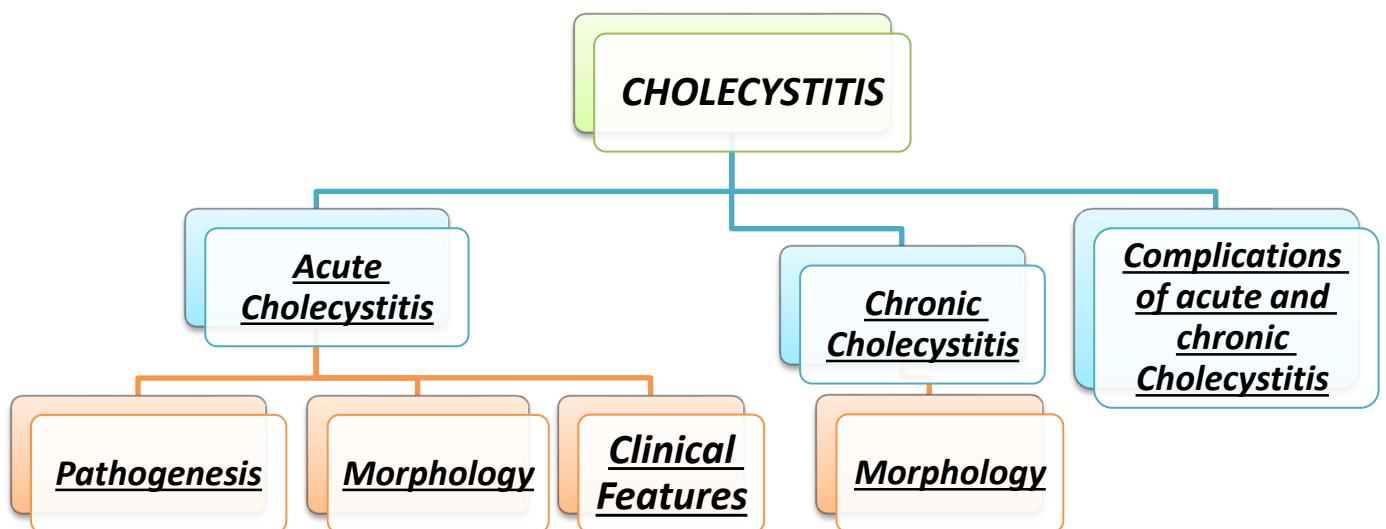 CHOLECYSTITIS
Acute
Cholecystitis
Chronic
Cholecystitis
Complications
of acute and
chronic
Cholecystitis
Pathogenesis
Morphology
Clinical
Features
Morphology